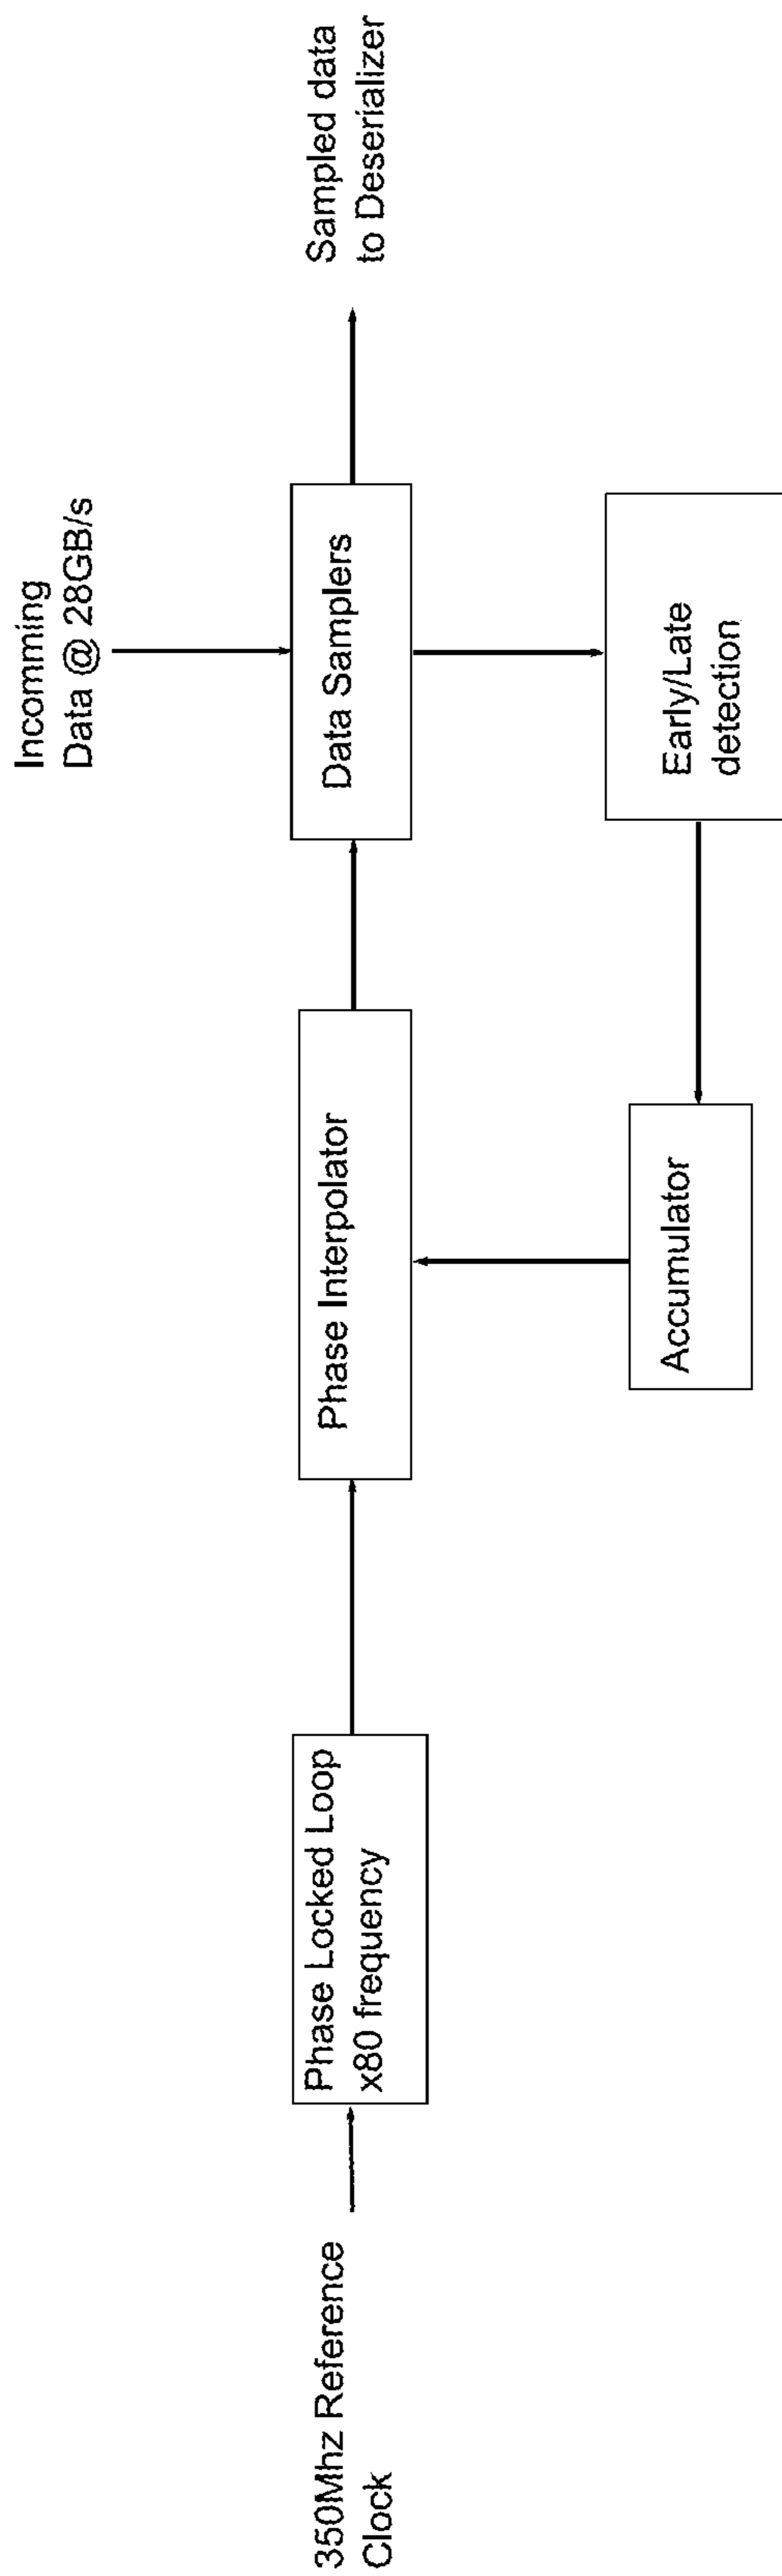 350Mhz Reference
Clock
Phase Locked Loop
x80 frequency
Phase Interpolator
Incomming
Data @ 28GB/s
Data Samplers
Sampled data
to Deserializer
Accumulator
Early/Late
detection